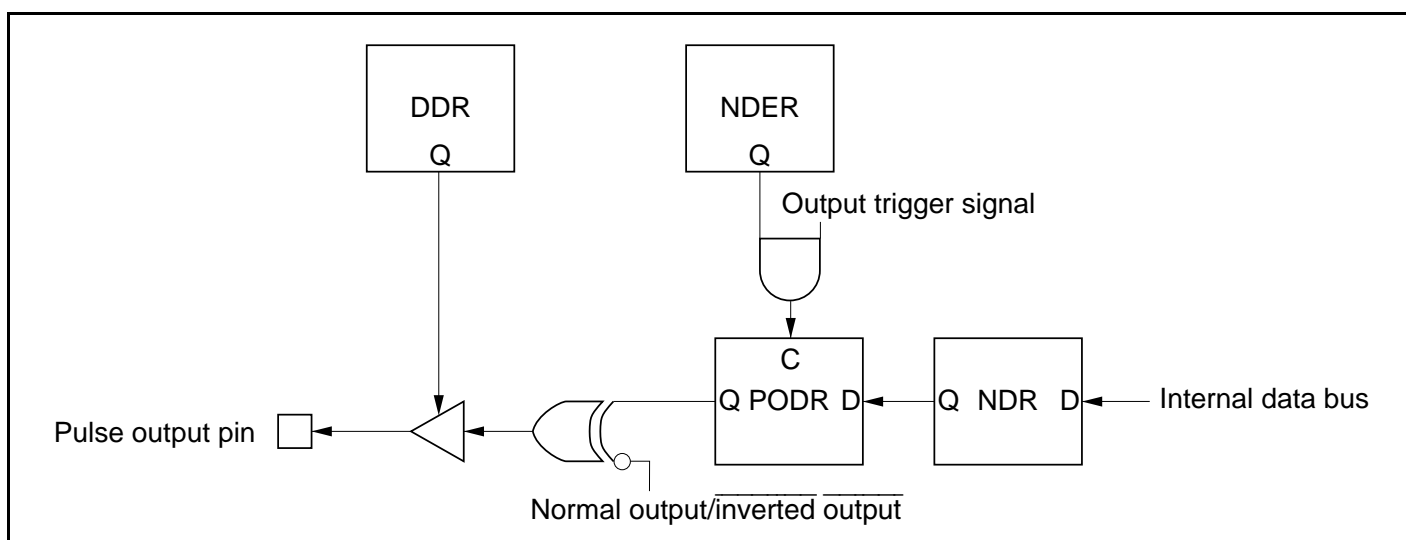 DDR
Q
NDER
Q
Output trigger signal
C
Q PODR D
Q NDR D
Internal data bus
Pulse output pin
Normal output/inverted output